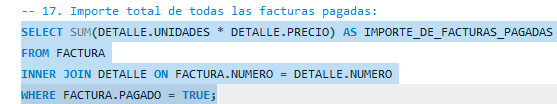 -- 17. Importe total de todas las facturas pagadas:
SELECT SUM(DETALLE.UNIDADES * DETALLE.PRECIO) AS IMPORTE_DE_FACTURAS_PAGADAS
FROM FACTURA
INNER JOIN DETALLE ON FACTURA.NUMERO = DETALLE.NUMERO
WHERE FACTURA.PAGADO = TRUE;